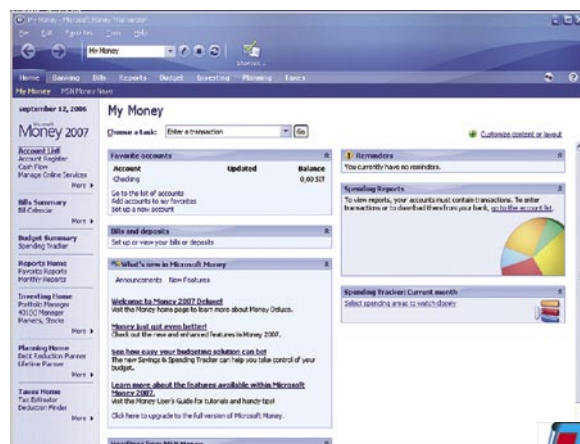 My Money - Microsoft Money Trial version
File Edit Favorites Tools Help
My Money
Home Banking Bills Reports Budget Investing Planning Taxes
My Money MSN Money News
september 12, 2006
Microsoft
Money 2007
Account List
Account Register
Cash Flow
Manage Online Services
More
Bills Summary
Bill Calendar
More
Budget Summary
Spending Tracker
Reports Home
Favorite Reports
Monthly Reports
Investing Home
Portfolio Manager
401(k) Manager
Markets, Stocks
More
Planning Home
Debt Reduction Planner
Lifetime Planner
More
Taxes Home
Tax Estimator
Deduction Finder
More
My Money
Choose a task: Enter a transaction Go
Customize content or layout
Favorite accounts
Account Updated Balance
Checking 0,00 SIT
Go to the list of accounts
Add accounts to my favorites
Set up a new account
Bills and deposits
Set up or view your bills or deposits
What's new in Microsoft Money
Announcements New Features
Welcome to Money 2007 Deluxe!
Visit the Money home page to learn more about Money Deluxe.
Money just got even better!
Check out the new and enhanced features in Money 2007.
See how easy your budgeting solution can be!
The new Savings & Spending Tracker can help you take control of your
budget.
Learn more about the features available within Microsoft
Money 2007.
Visit the Money User's Guide for tutorials and handy tips!
Click here to upgrade to the full version of Microsoft Money.
Headlines from MSN Money
Reminders
You currently have no reminders.
Spending Reports
To view reports, your accounts must contain transactions. To enter
transactions or to download them from your bank, go to the account list.
Spending Tracker: Current month
Select spending areas to watch closely